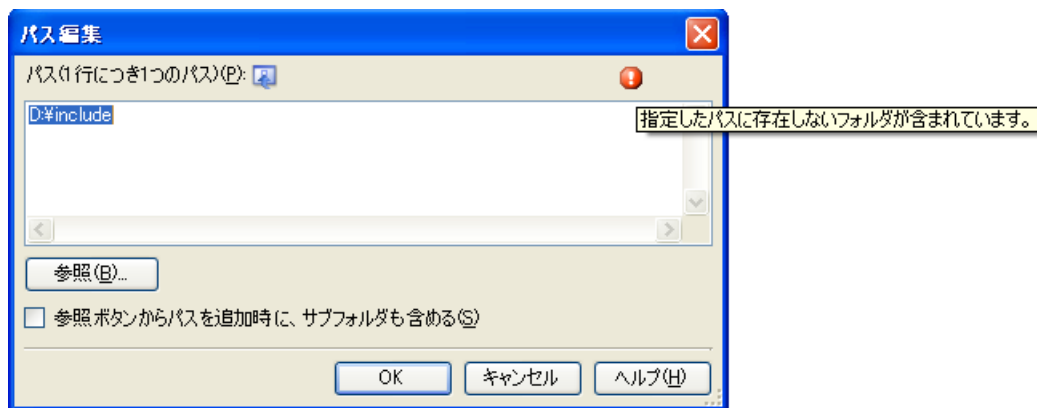 パス編集
パス(1行につき1つのパス)(P):
D:¥include
指定したパスに存在しないフォルダが含まれています。
参照(B)...
参照ボタンからパスを追加時に、サブフォルダも含める(S)
OK キャンセル ヘルプ(H)